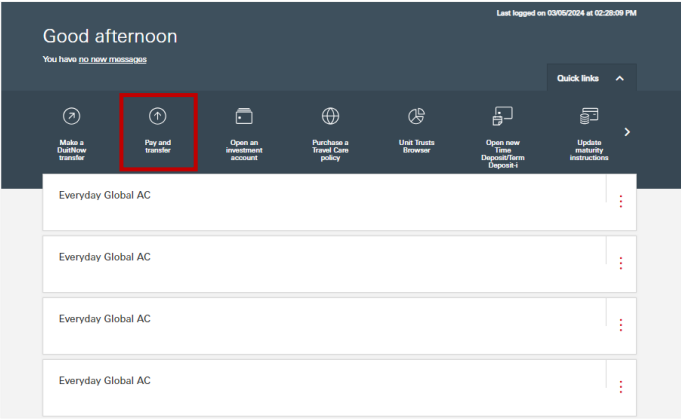 Last logged on 03/05/2024 at 02:28:09 PM
Good afternoon
You have no new messages
Quick links
Make a
DuitNow
transfer
Pay and
transfer
Open an
investment
account
Purchase a
Travel Care
policy
Unit Trusts
Browser
Open new
Time
Deposit/Term
Deposit-i
Update
maturity
instructions
Everyday Global AC
Everyday Global AC
Everyday Global AC
Everyday Global AC